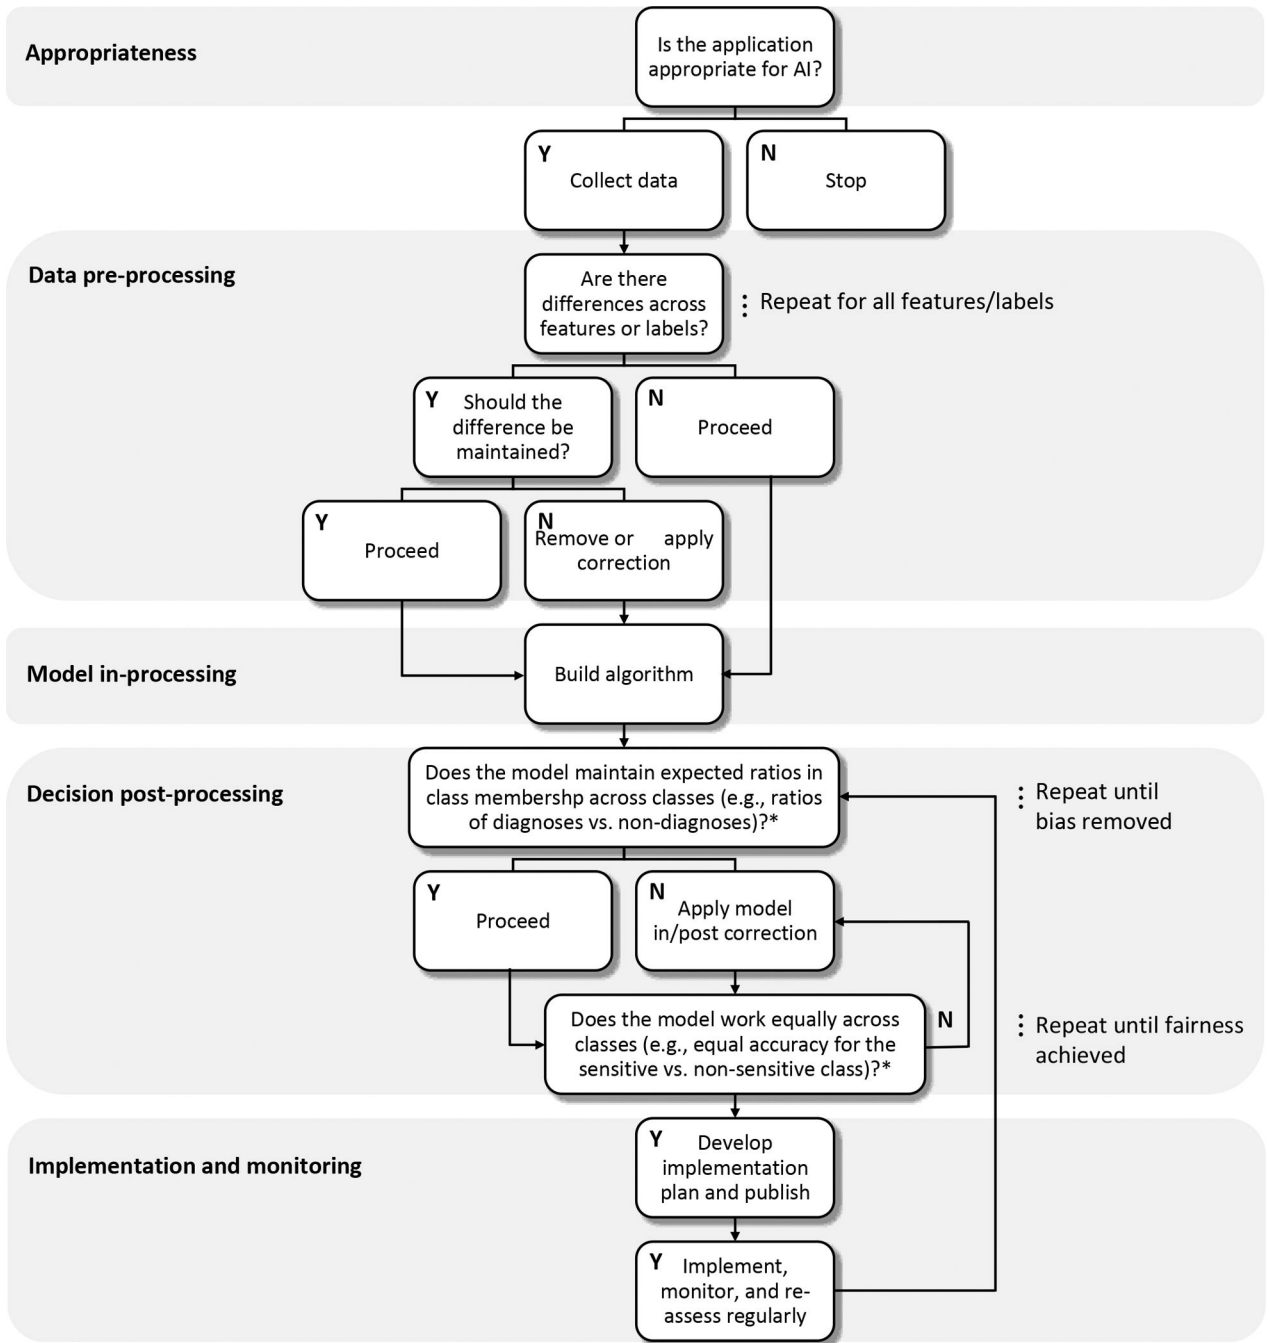 Appropriateness
Is the application
appropriate for AI?
Y
Collect data
N
Stop
Data pre-processing
Are there
differences across
features or labels?
Repeat for all features/labels
Y
Should the
difference be
maintained?
N
Proceed
Y
Proceed
N
Remove or apply
correction
Model in-processing
Build algorithm
Decision post-processing
Does the model maintain expected ratios in
class membershp across classes (e.g., ratios
of diagnoses vs. non-diagnoses)?*
Repeat until
bias removed
Y
Proceed
N
Apply model
in/post correction
Does the model work equally across
classes (e.g., equal accuracy for the
sensitive vs. non-sensitive class)?*
N
Repeat until fairness
achieved
Implementation and monitoring
Y
Develop
implementation
plan and publish
Y
Implement,
monitor, and re-
assess regularly